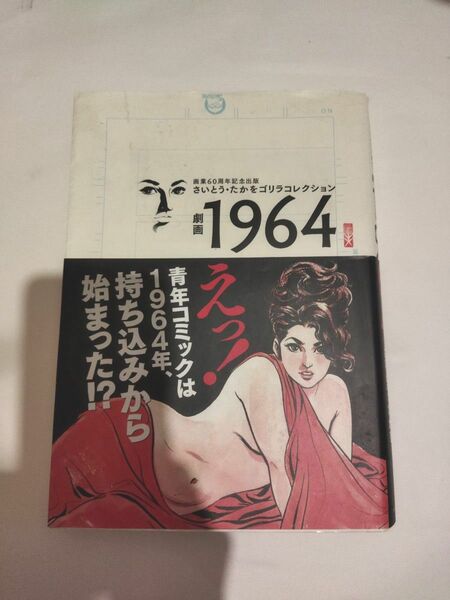 ON
画業60周年記念出版
さいとう・たかをゴリラコレクション
劇画
1964
えっ!
青年コミックは
1964年、
持ち込みから
始まった!?